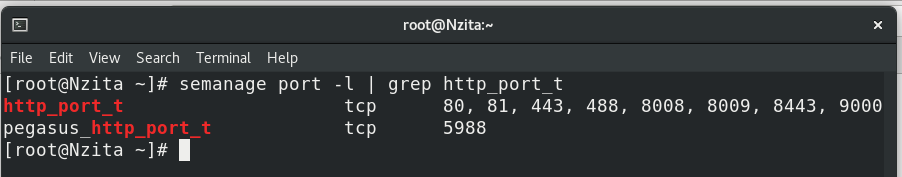 root@Nzita:~
File Edit View Search Terminal Help
[root@Nzita ~]# semanage port -l | grep http_port_t
http_port_t                    tcp      80, 81, 443, 488, 8008, 8009, 8443, 9000
pegasus_http_port_t            tcp      5988
[root@Nzita ~]#